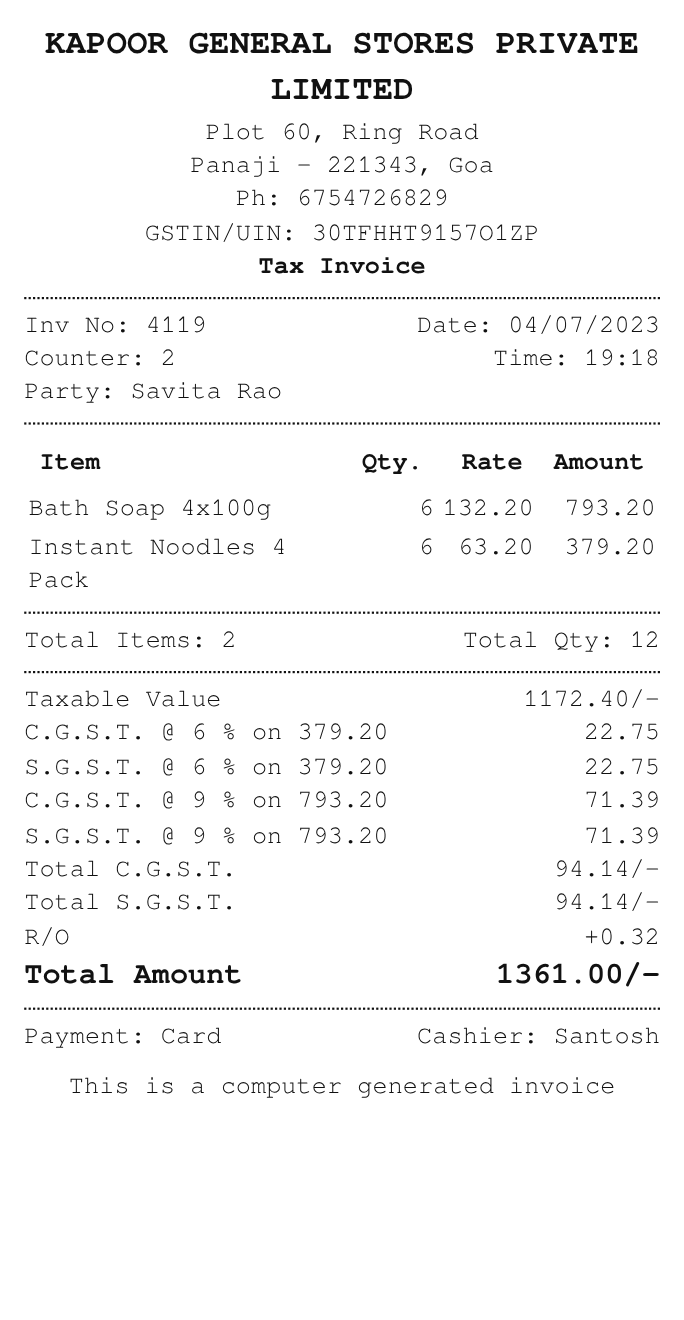 KAPOOR GENERAL STORES PRIVATE
LIMITED
Plot 60, Ring Road
Panaji - 221343, Goa
Ph: 6754726829
GSTIN/UIN: 30TFHHT9157O1ZP
Tax Invoice
Inv No: 4119 Date: 04/07/2023
Counter: 2 Time: 19:18
Party: Savita Rao
Item Qty. Rate Amount
Bath Soap 4x100g 6 132.20 793.20
Instant Noodles 4 6 63.20 379.20
Pack
Total Items: 2 Total Qty: 12
Taxable Value 1172.40/-
C.G.S.T. @ 6 % on 379.20 22.75
S.G.S.T. @ 6 % on 379.20 22.75
C.G.S.T. @ 9 % on 793.20 71.39
S.G.S.T. @ 9 % on 793.20 71.39
Total C.G.S.T. 94.14/-
Total S.G.S.T. 94.14/-
R/O +0.32
Total Amount 1361.00/-
Payment: Card Cashier: Santosh
This is a computer generated invoice